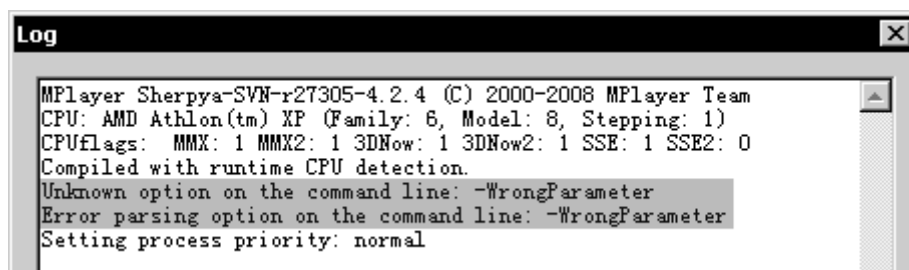 Log
MPlayer Sherpya-SVN-r27305-4.2.4 (C) 2000-2008 MPlayer Team
CPU: AMD Athlon(tm) XP (Family: 6, Model: 8, Stepping: 1)
CPUflags:  MMX: 1 MMX2: 1 3DNow: 1 3DNow2: 1 SSE: 1 SSE2: 0
Compiled with runtime CPU detection.
Unknown option on the command line: -WrongParameter
Error parsing option on the command line: -WrongParameter
Setting process priority: normal